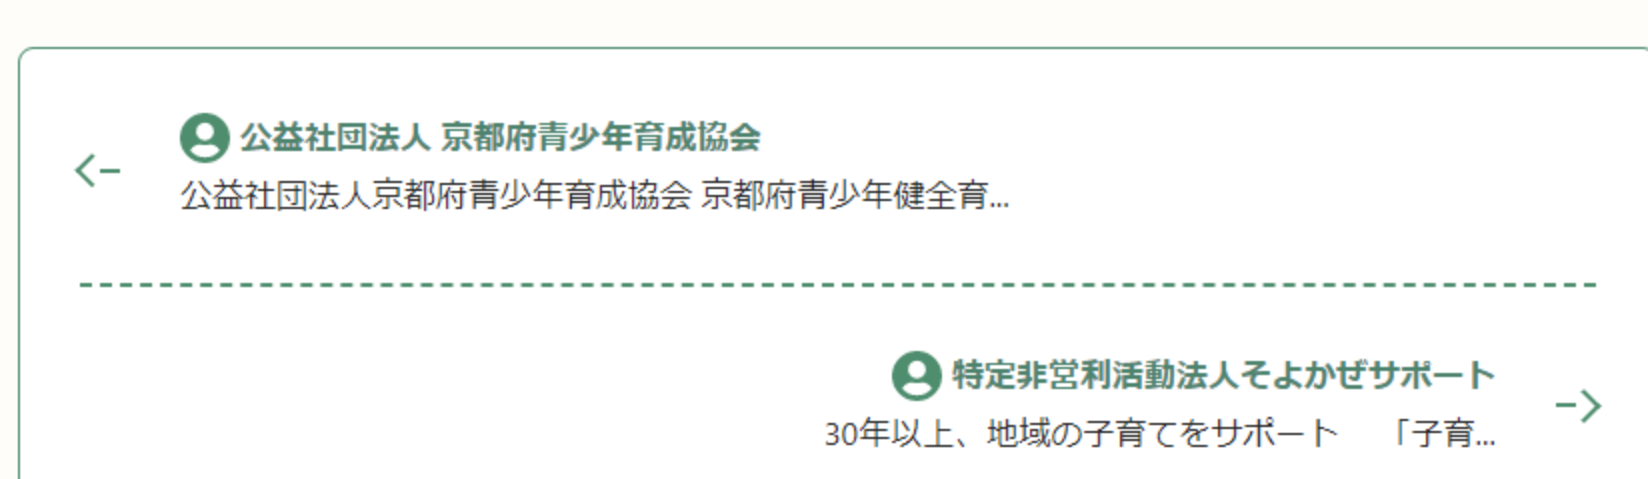 公益社団法人 京都府青少年育成協会
公益社団法人京都府青少年育成協会 京都府青少年健全育...
特定非営利活動法人そよかぜサポート
30年以上、地域の子育てをサポート　「子育...